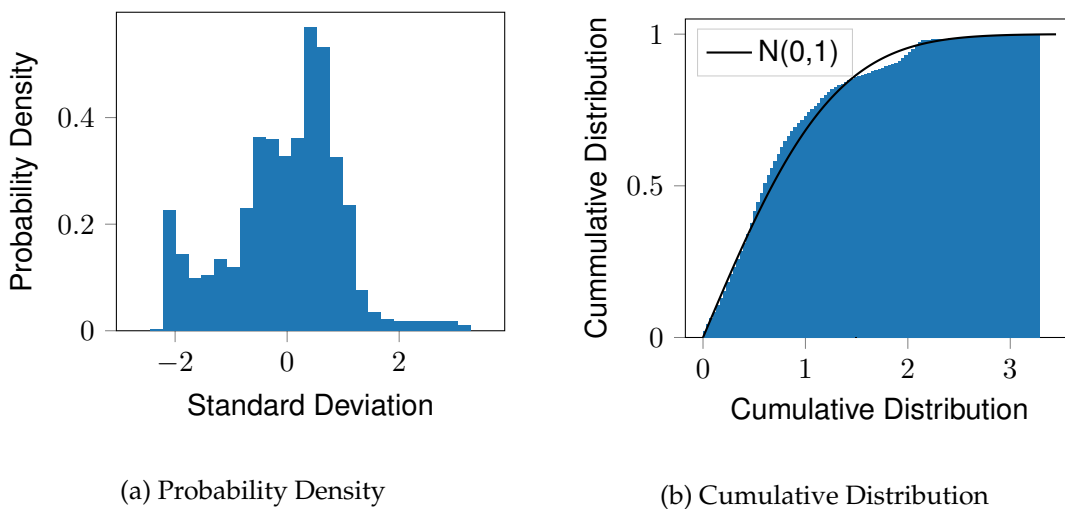 Probability Density
0.4
0.2
0
−2
0
2
Standard Deviation
(a) Probability Density
Cummulative Distribution
1
0.5
0
N(0,1)
0
1
2
3
Cumulative Distribution
(b) Cumulative Distribution